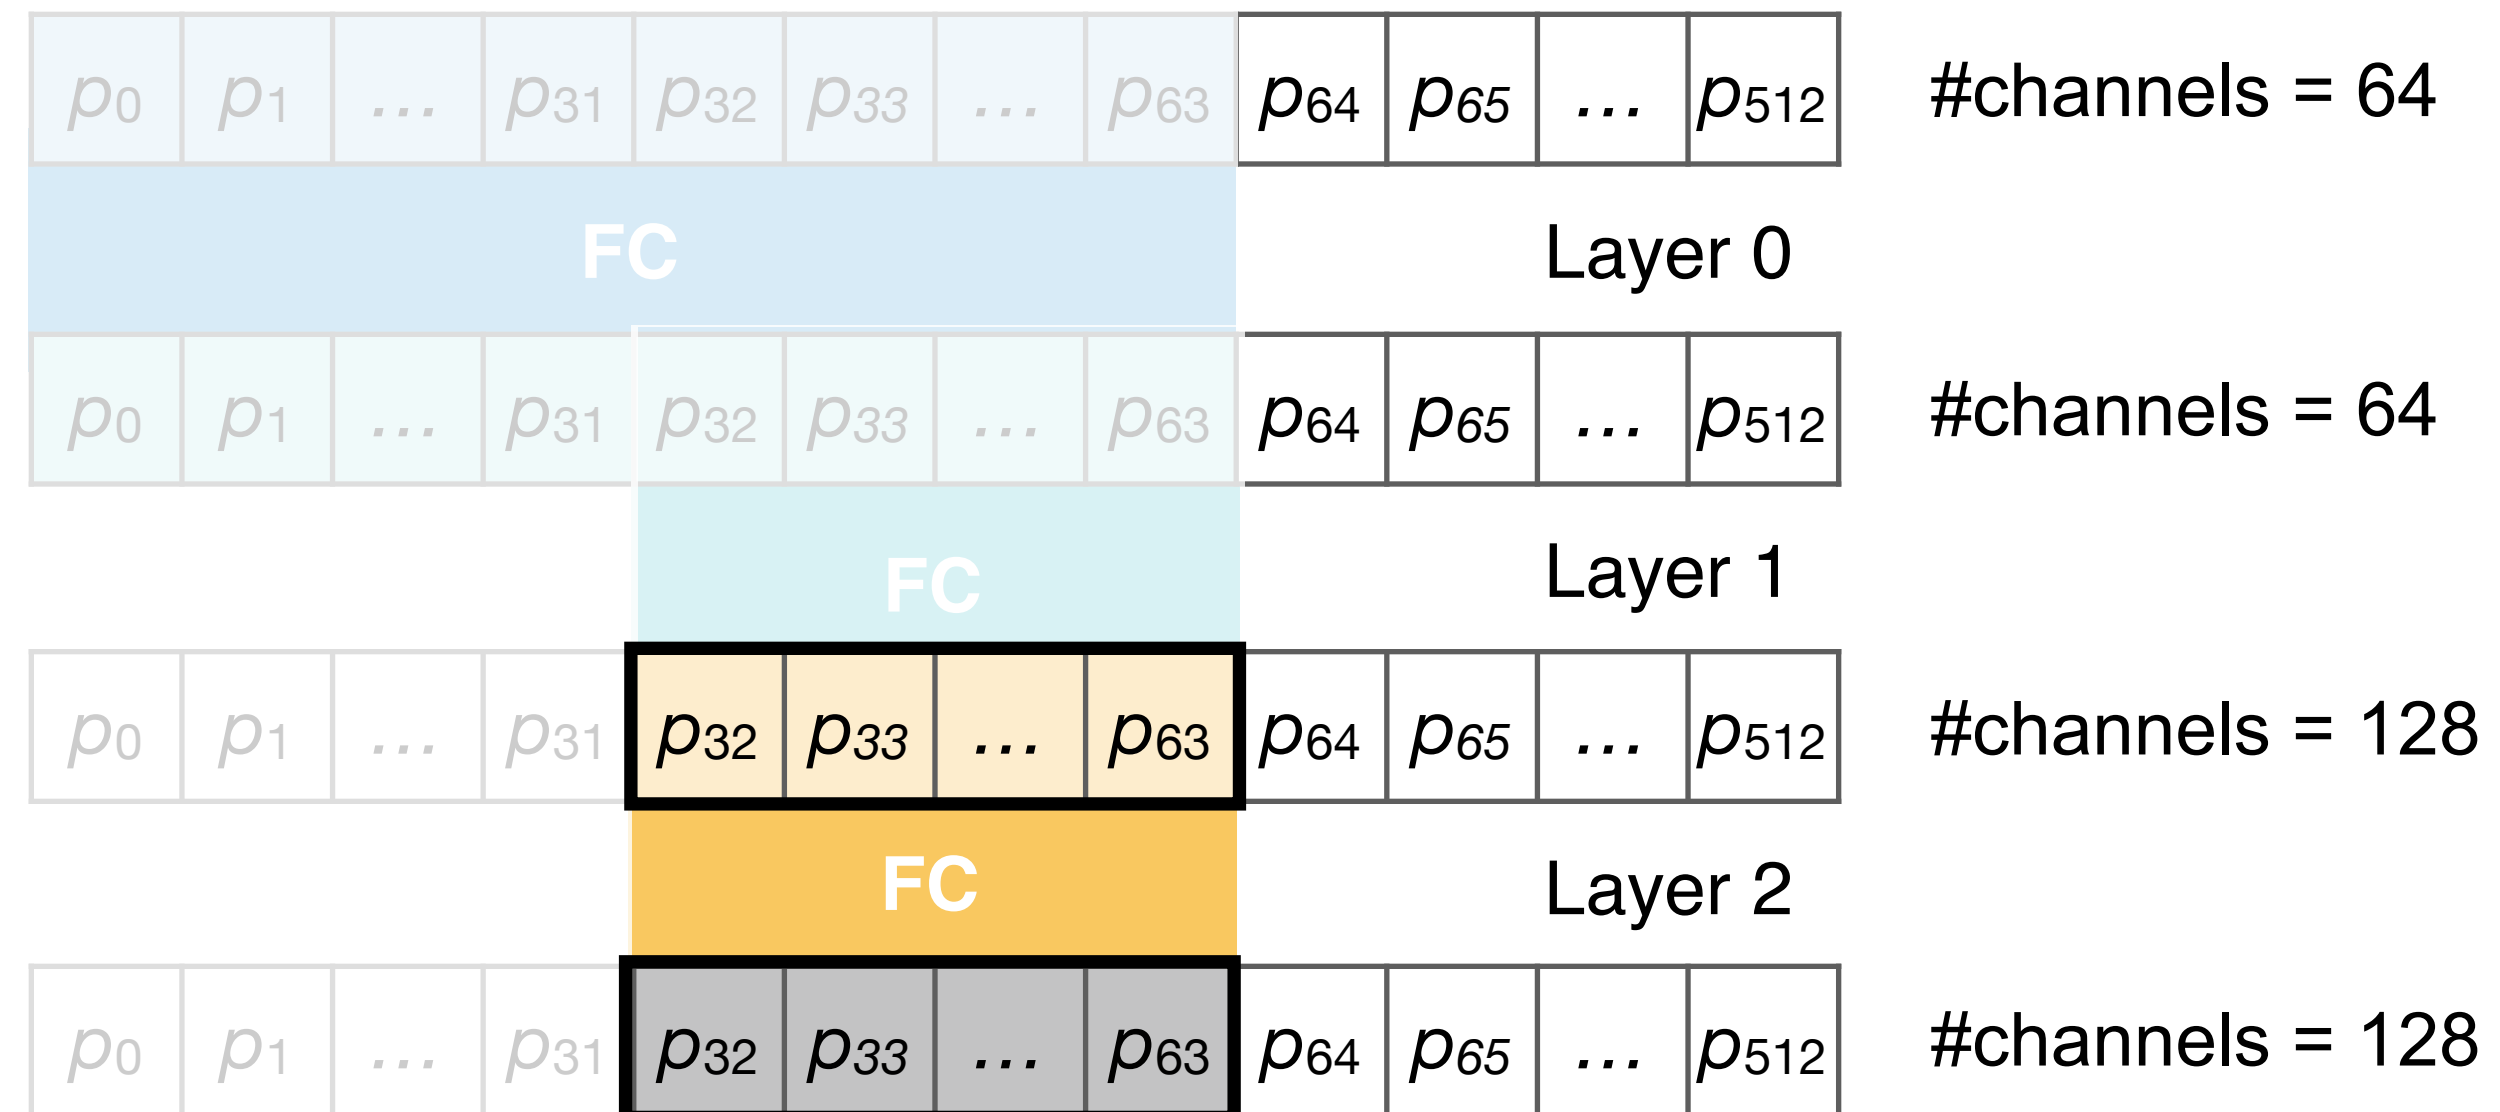 p0 p1 ... p31 p32 p33 ... p63 p64 p65 ... p512 #channels = 64
FC Layer 0
p0 p1 ... p31 p32 p33 ... p63 p64 p65 ... p512 #channels = 64
FC Layer 1
p0 p1 ... p31 p32 p33 ... p63 p64 p65 ... p512 #channels = 128
FC Layer 2
p0 p1 ... p31 p32 p33 ... p63 p64 p65 ... p512 #channels = 128